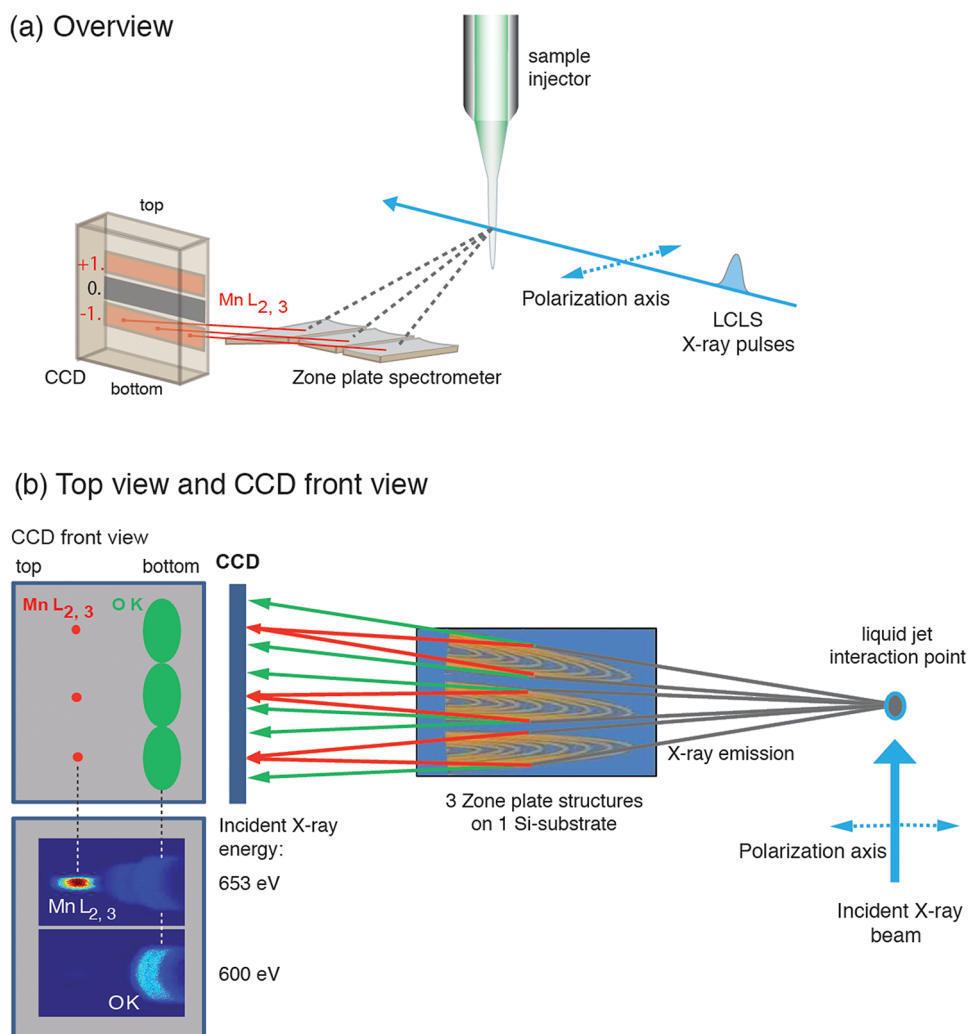 (a) Overview
sample
injector
top
+1.
0.
-1.
Mn L2, 3
CCD
bottom
Zone plate spectrometer
Polarization axis
LCLS
X-ray pulses
(b) Top view and CCD front view
CCD front view
top
bottom
CCD
Mn L2, 3
O K
liquid jet
interaction point
X-ray emission
3 Zone plate structures
on 1 Si-substrate
Incident X-ray
energy:
Polarization axis
653 eV
Mn L2, 3
Incident X-ray
beam
600 eV
OK